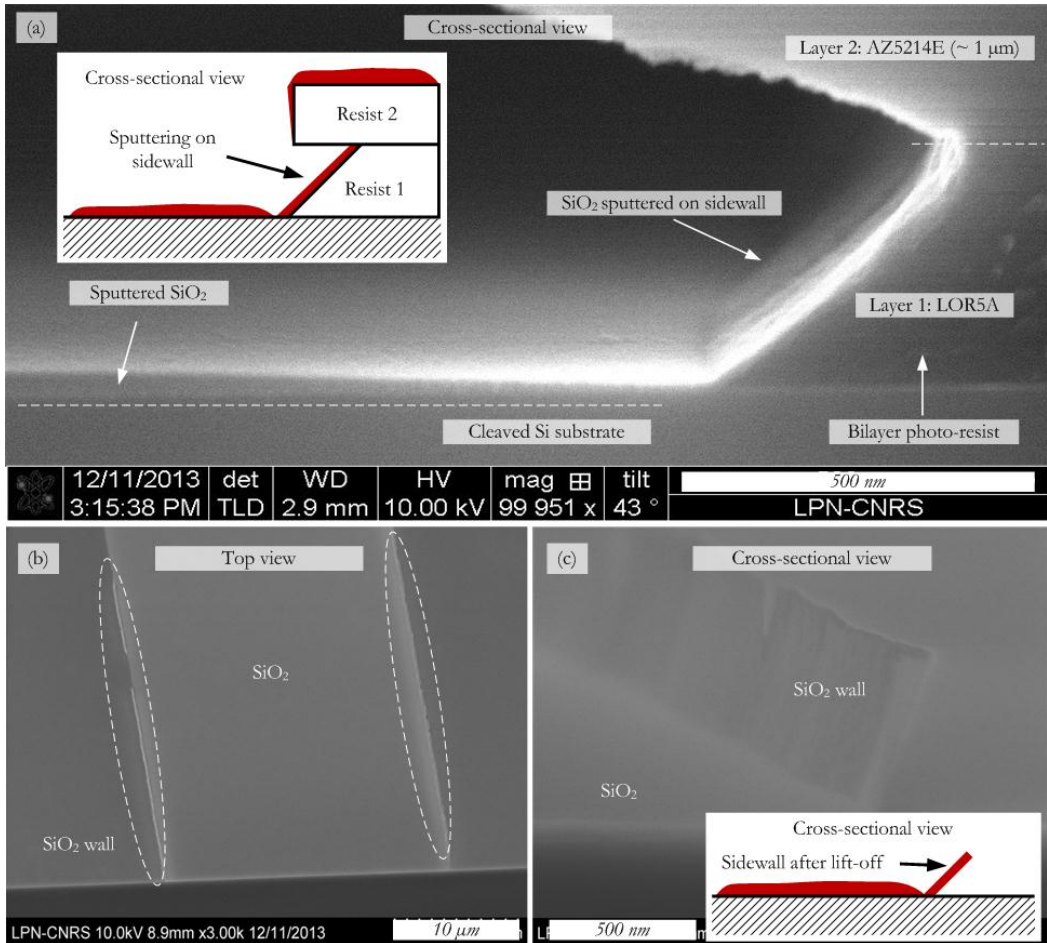 (a)
Cross-sectional view
Layer 2: AZ5214E (~ 1 μm)
Cross-sectional view
Sputtering on
sidewall
Resist 2
Resist 1
SiO₂ sputtered on sidewall
Sputtered SiO₂
Layer 1: LOR5A
Cleaved Si substrate
Bilayer photo-resist
12/11/2013 det WD HV mag ⊞ tilt 500 nm
3:15:38 PM TLD 2.9 mm 10.00 kV 99 951 x 43 ° LPN-CNRS
(b)
Top view
SiO₂
SiO₂ wall
LPN-CNRS 10.0kV 8.9mm x3.00k 12/11/2013 10 μm
(c)
Cross-sectional view
SiO₂ wall
SiO₂
Cross-sectional view
Sidewall after lift-off
500 nm